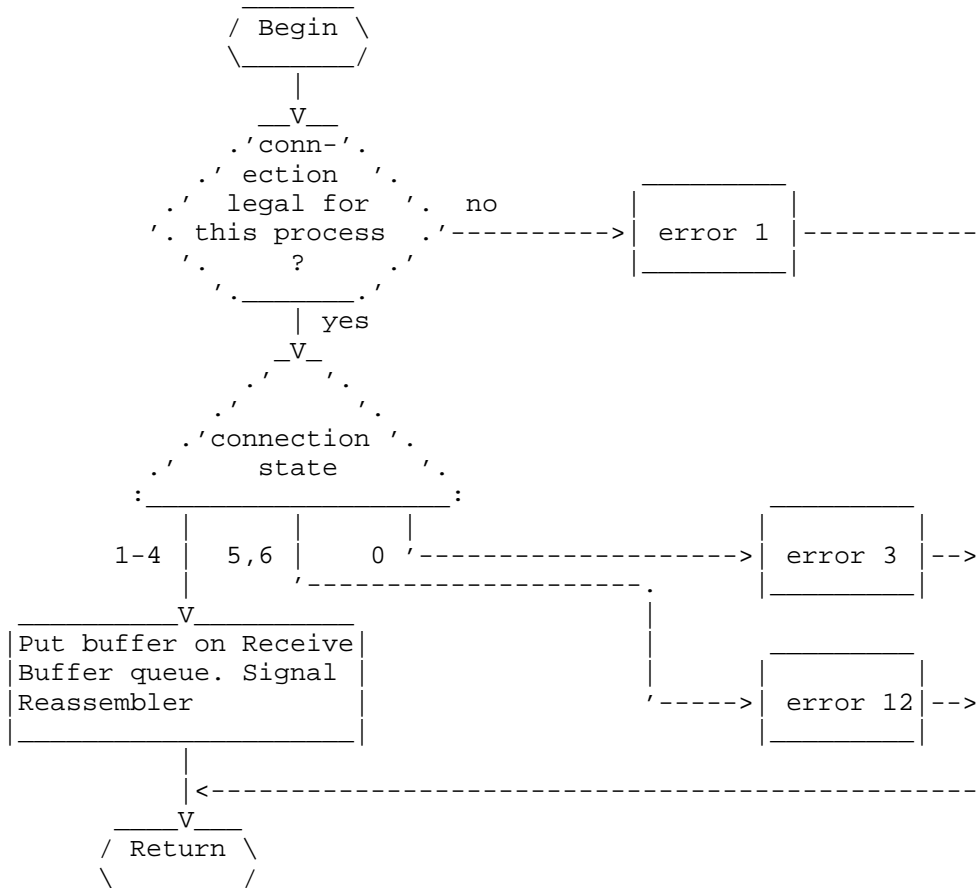 Begin
conn-
ection
legal for no
this process error 1
?
yes
connection
state
1-4 5,6 0 error 3
Put buffer on Receive
Buffer queue. Signal
Reassembler error 12
Return